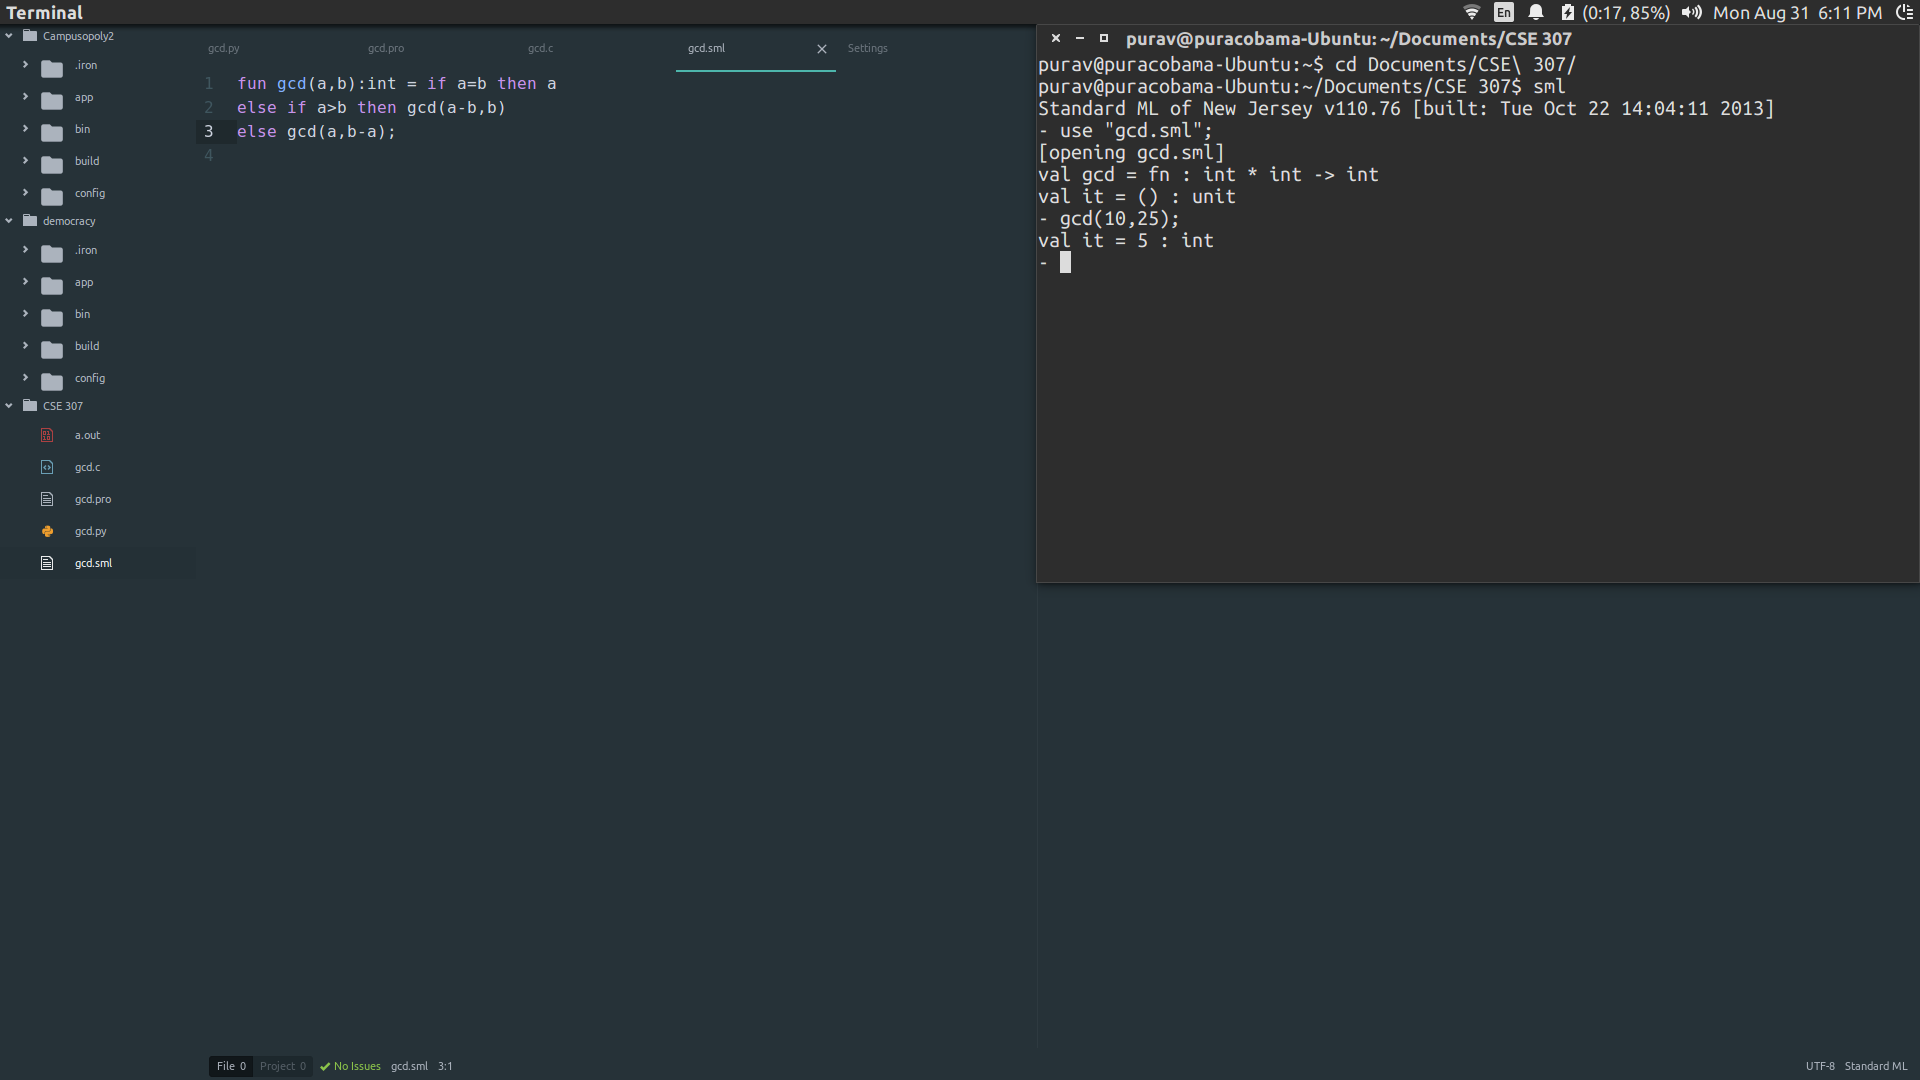 Terminal
En
(0:17, 85%)
Mon Aug 31 6:11 PM
Campusopoly2
.iron
app
bin
build
config
democracy
.iron
app
bin
build
config
CSE 307
a.out
gcd.c
gcd.pro
gcd.py
gcd.sml
gcd.py
gcd.pro
gcd.c
gcd.sml
Settings
1 fun gcd(a,b):int = if a=b then a
2 else if a>b then gcd(a-b,b)
3 else gcd(a,b-a);
4
purav@puracobama-Ubuntu: ~/Documents/CSE 307
purav@puracobama-Ubuntu:~$ cd Documents/CSE\ 307/
purav@puracobama-Ubuntu:~/Documents/CSE 307$ sml
Standard ML of New Jersey v110.76 [built: Tue Oct 22 14:04:11 2013]
- use "gcd.sml";
[opening gcd.sml]
val gcd = fn : int * int -> int
val it = () : unit
- gcd(10,25);
val it = 5 : int
-
File 0
Project 0
No Issues
gcd.sml
3:1
UTF-8
Standard ML